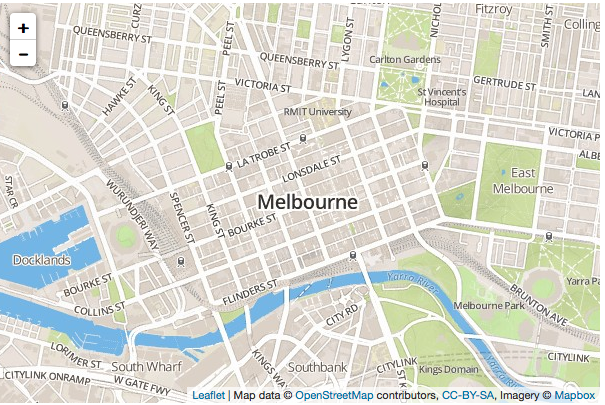 +
−
Fitzroy
Colling
QUEENSBERRY ST
CURZ
PEEL ST
LYGON ST
NICHOL
SMITH ST
QUEENSBERRY ST
Carlton Gardens
HAWKE ST
KING ST
PEEL ST
VICTORIA ST
St Vincent's
Hospital
GERTRUDE ST
LAN
RMIT University
VICTORIA P
LA TROBE ST
LONSDALE ST
ALBE
STAR CR
WURUNDJERI WAY
SPENCER ST
KING ST
BOURKE ST
Melbourne
East
Melbourne
Docklands
BOURKE ST
COLLINS ST
FLINDERS ST
Yarra River
BRUNTON AVE
Yarra P
Melbourne Park
CITY RD
LORIMER ST
South Wharf
KINGS WAY
Southbank
CITYLINK
CITYLINK
Kings Domain
CITYLINK ONRAMP
W GATE FWY
Leaflet | Map data © OpenStreetMap contributors, CC-BY-SA, Imagery © Mapbox